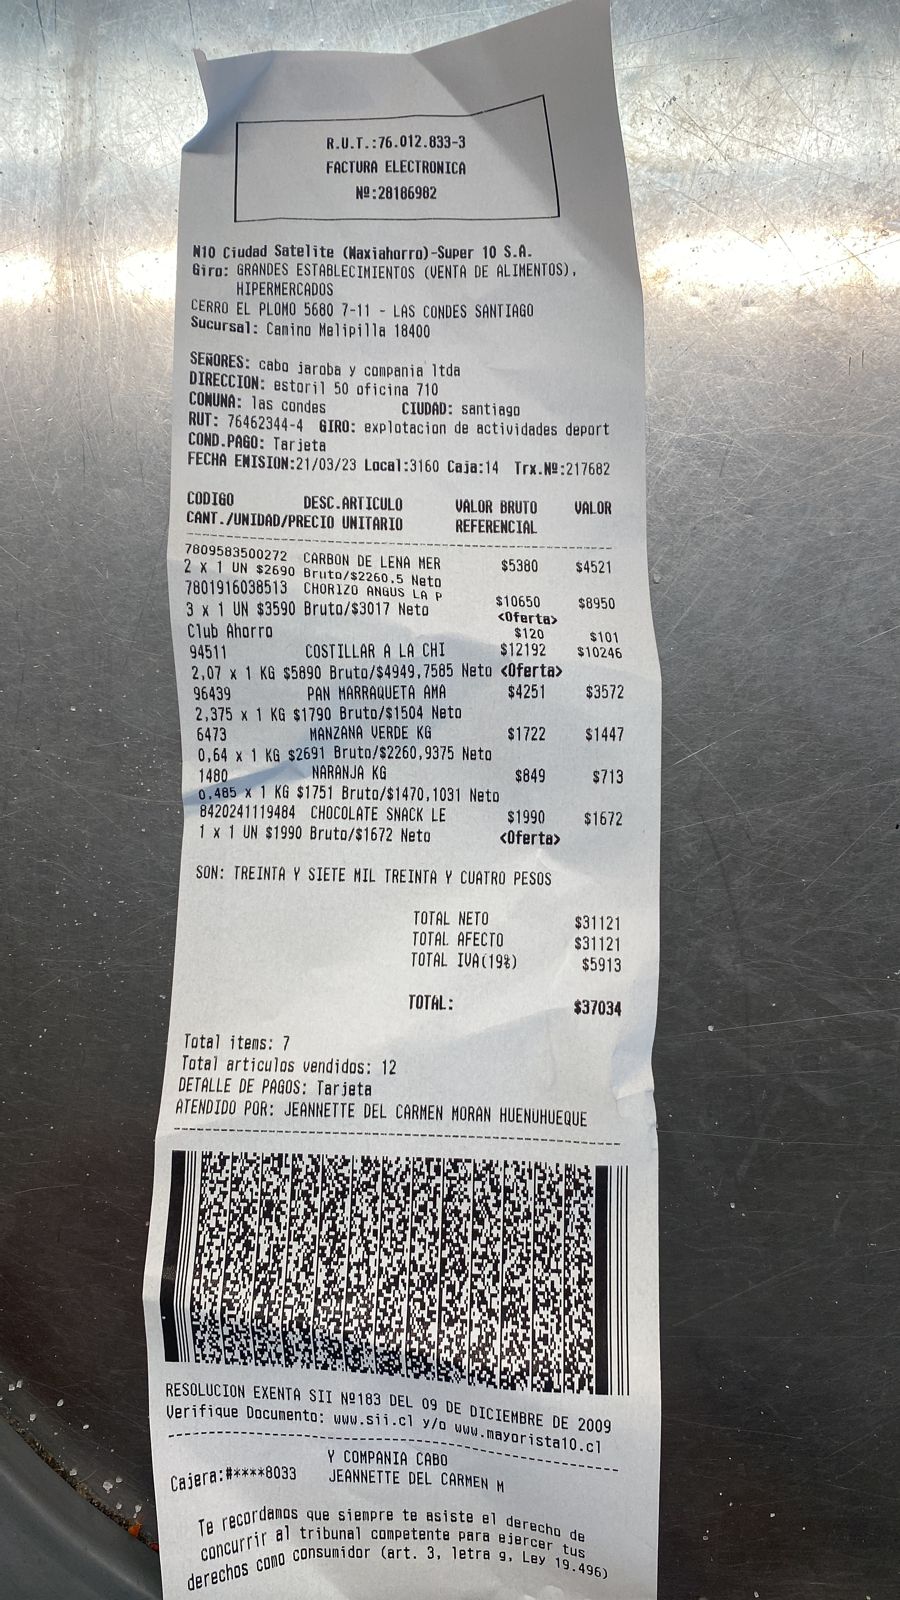 R.U.T.:76.012.833-3
FACTURA ELECTRONICA
Nº:28186982
N10 Ciudad Satelite (Maxiahorro)-Super 10 S.A.
Giro: GRANDES ESTABLECIMIENTOS (VENTA DE ALIMENTOS),
HIPERMERCADOS
CERRO EL PLOMO 5680 7-11 - LAS CONDES SANTIAGO
Sucursal: Camino Melipilla 18400
SEÑORES: cabo jaroba y compania ltda
DIRECCION: estoril 50 oficina 710
COMUNA: las condes CIUDAD: santiago
RUT: 76462344-4 GIRO: explotacion de actividades deport
COND.PAGO: Tarjeta
FECHA EMISION:21/03/23 Local:3160 Caja:14 Trx.Nº:217682
CODIGO DESC.ARTICULO VALOR BRUTO VALOR
CANT./UNIDAD/PRECIO UNITARIO REFERENCIAL
7809583500272 CARBON DE LENA MER $5380 $4521
2 x 1 UN $2690 Bruto/$2260,5 Neto
7801916038513 CHORIZO ANGUS LA P $10650 $8950
3 x 1 UN $3590 Bruto/$3017 Neto <Oferta>
Club Ahorro $120 $101
94511 COSTILLAR A LA CHI $12192 $10246
2,07 x 1 KG $5890 Bruto/$4949,7585 Neto <Oferta>
96439 PAN MARRAQUETA AMA $4251 $3572
2,375 x 1 KG $1790 Bruto/$1504 Neto
6473 MANZANA VERDE KG $1722 $1447
0,64 x 1 KG $2691 Bruto/$2260,9375 Neto
1480 NARANJA KG $849 $713
0,485 x 1 KG $1751 Bruto/$1470,1031 Neto
8420241119484 CHOCOLATE SNACK LE $1990 $1672
1 x 1 UN $1990 Bruto/$1672 Neto <Oferta>
SON: TREINTA Y SIETE MIL TREINTA Y CUATRO PESOS
TOTAL NETO $31121
TOTAL AFECTO $31121
TOTAL IVA(19%) $5913
TOTAL: $37034
Total items: 7
Total articulos vendidos: 12
DETALLE DE PAGOS: Tarjeta
ATENDIDO POR: JEANNETTE DEL CARMEN MORAN HUENUHUEQUE
RESOLUCION EXENTA SII Nº183 DEL 09 DE DICIEMBRE DE 2009
Verifique Documento: www.sii.cl y/o www.mayorista10.cl
Y COMPANIA CABO
Cajera:#****8033 JEANNETTE DEL CARMEN M
Te recordamos que siempre te asiste el derecho de
concurrir al tribunal competente para ejercer tus
derechos como consumidor (art. 3, letra g, Ley 19.496)